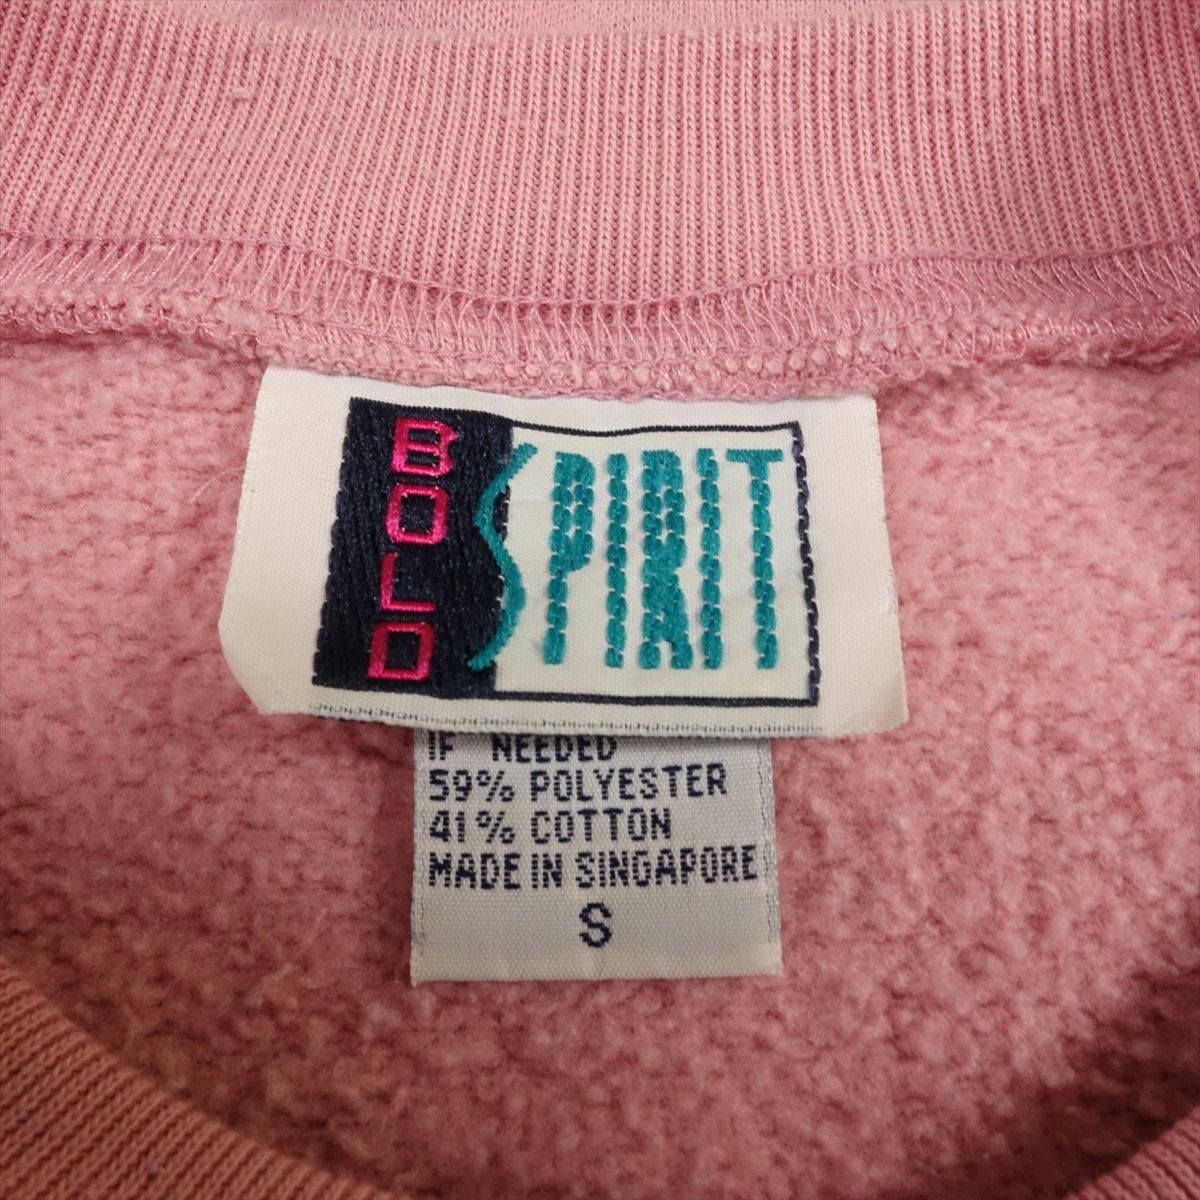 BOLD
SPIRIT
IF NEEDED
59% POLYESTER
41% COTTON
MADE IN SINGAPORE
S